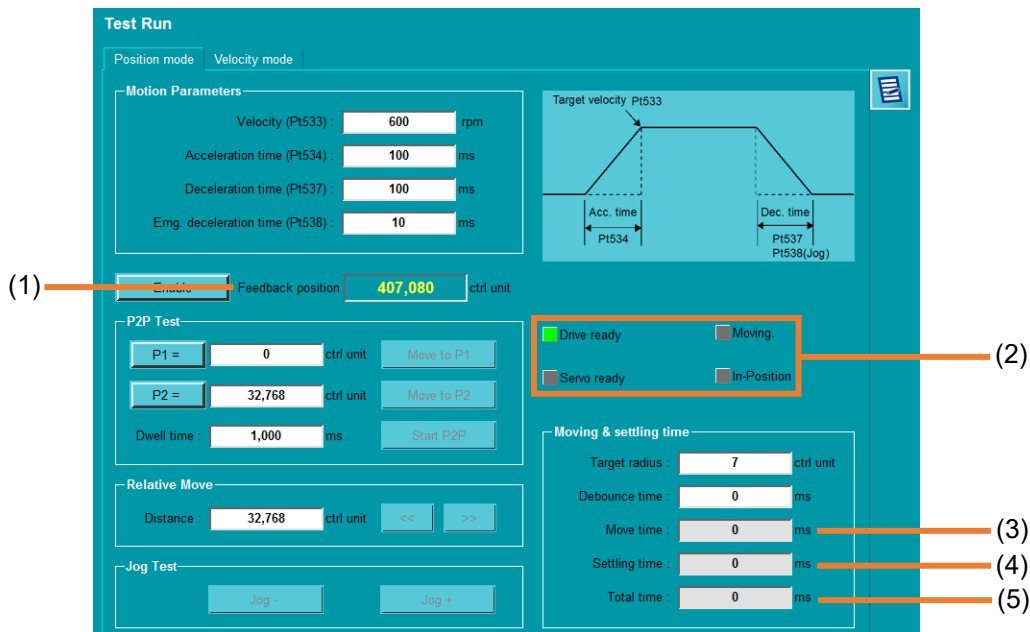 Test Run
Position mode
Velocity mode
Motion Parameters
Velocity (Pt533) : 600 rpm
Acceleration time (Pt534) : 100 ms
Deceleration time (Pt537) : 100 ms
Emg. deceleration time (Pt538) : 10 ms
Target velocity Pt533
Acc. time
Pt534
Dec. time
Pt537
Pt538(Jog)
(1)
Enable Feedback position 407,080 ctrl unit
P2P Test
P1 = 0 ctrl unit Move to P1
P2 = 32,768 ctrl unit Move to P2
Dwell time : 1,000 ms Start P2P
Drive ready Moving.
Servo ready In-Position
(2)
Relative Move
Distance : 32,768 ctrl unit << >>
Jog Test
Jog - Jog +
Moving & settling time
Target radius : 7 ctrl unit
Debounce time : 0 ms
Move time : 0 ms (3)
Settling time : 0 ms (4)
Total time : 0 ms (5)